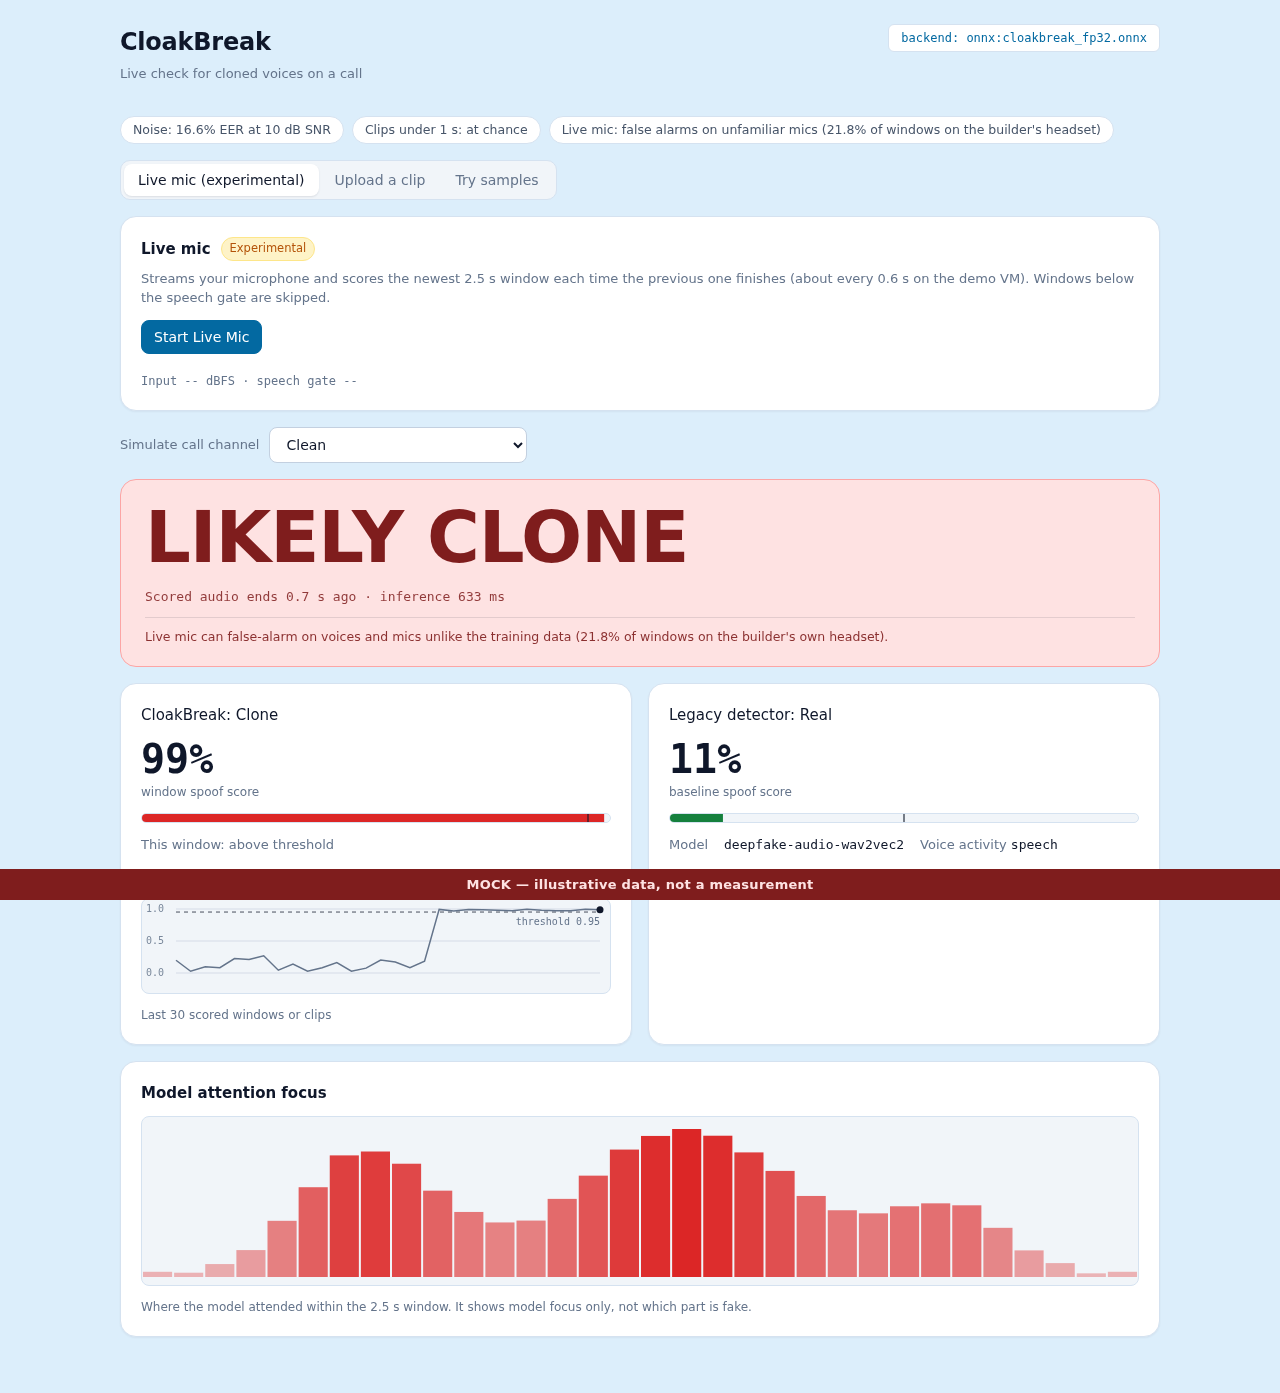 CloakBreak
backend: onnx:cloakbreak_fp32.onnx
Live check for cloned voices on a call
Noise: 16.6% EER at 10 dB SNR
Clips under 1 s: at chance
Live mic: false alarms on unfamiliar mics (21.8% of windows on the builder's headset)
Live mic (experimental)
Upload a clip
Try samples
Live mic
Experimental
Streams your microphone and scores the newest 2.5 s window each time the previous one finishes (about every 0.6 s on the demo VM). Windows below
the speech gate are skipped.
Start Live Mic
Input -- dBFS · speech gate --
Simulate call channel
Clean
LIKELY CLONE
Scored audio ends 0.7 s ago · inference 633 ms
Live mic can false-alarm on voices and mics unlike the training data (21.8% of windows on the builder's own headset).
CloakBreak: Clone
99%
window spoof score
This window: above threshold
Legacy detector: Real
11%
baseline spoof score
Model deepfake-audio-wav2vec2 Voice activity speech
MOCK — illustrative data, not a measurement
1.0
threshold 0.95
0.5
0.0
Last 30 scored windows or clips
Model attention focus
Where the model attended within the 2.5 s window. It shows model focus only, not which part is fake.